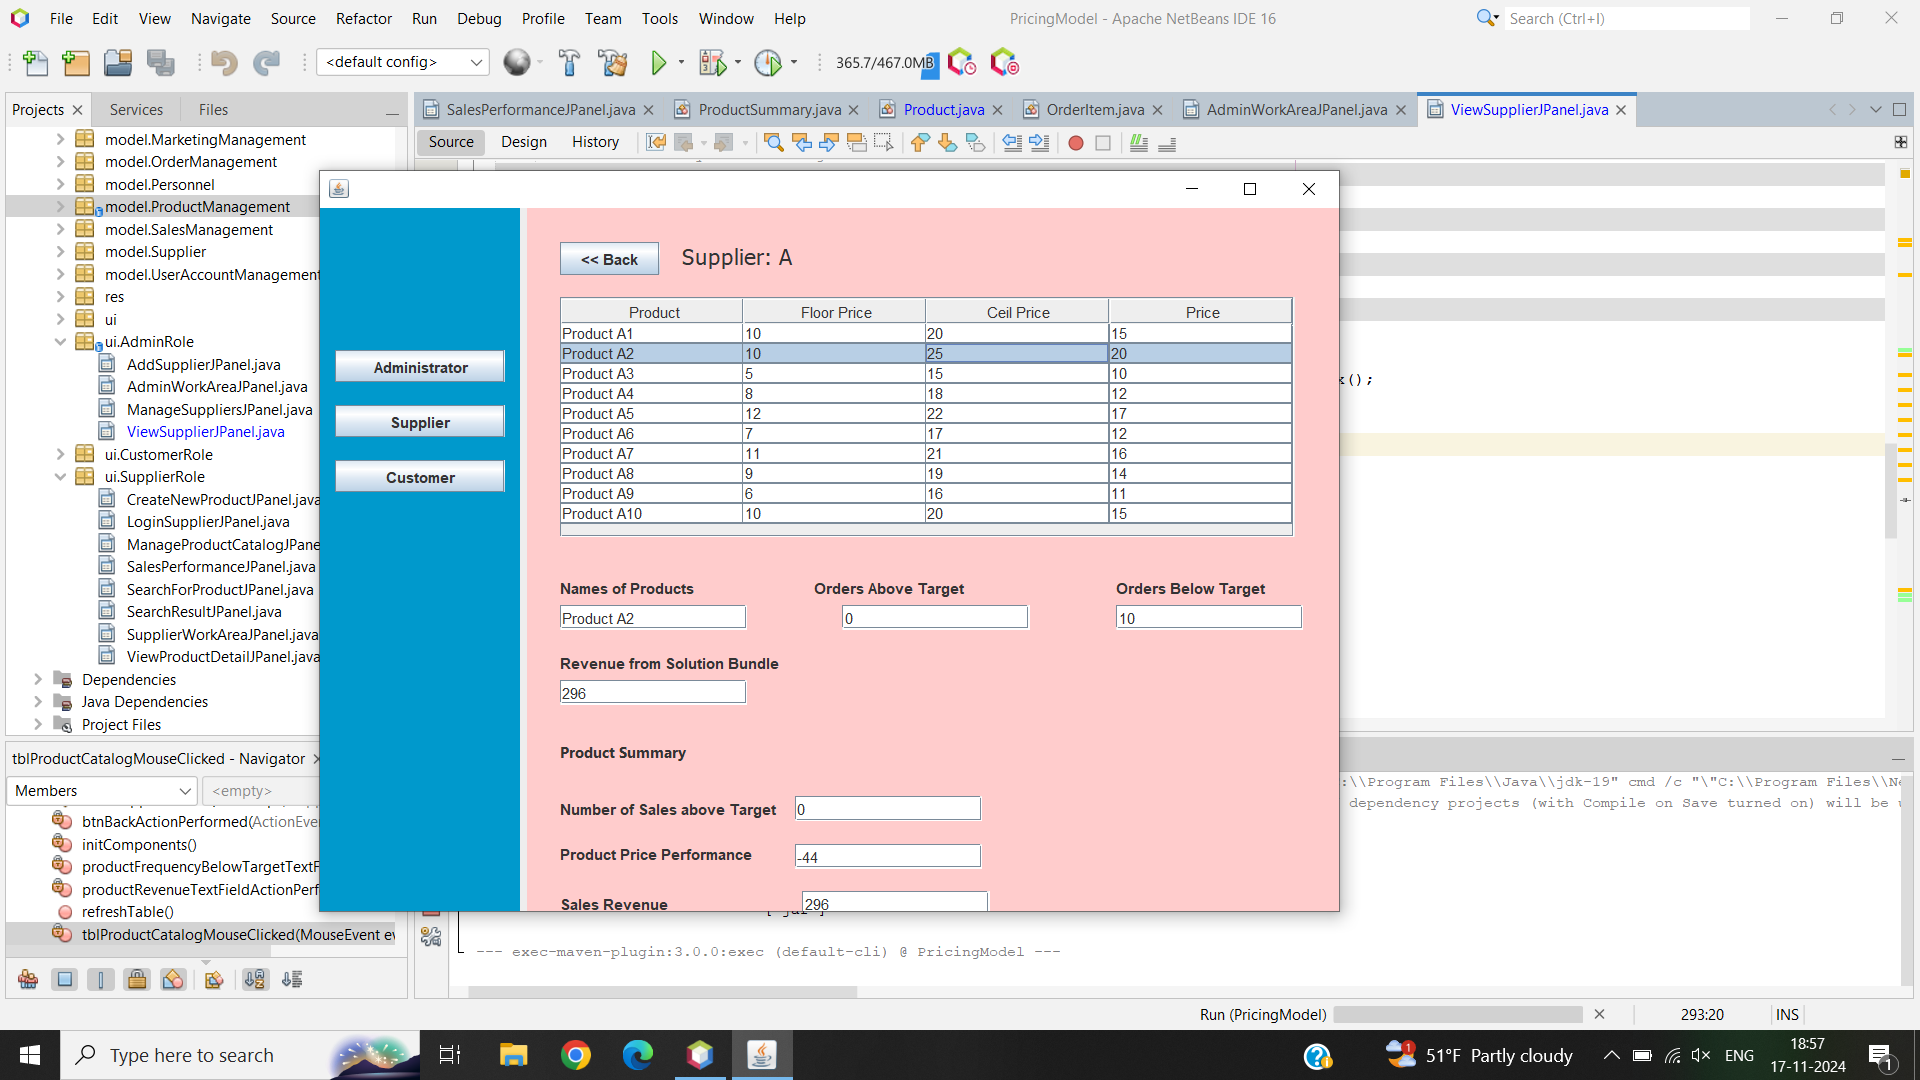 File Edit View Navigate Source Refactor Run Debug Profile Team Tools Window Help
PricingModel - Apache NetBeans IDE 16
Search (Ctrl+I)
<default config>
365.7/467.0MB
Projects Services Files
SalesPerformanceJPanel.java ProductSummary.java Product.java OrderItem.java AdminWorkAreaJPanel.java ViewSupplierJPanel.java
Source Design History
model.MarketingManagement
model.OrderManagement
model.Personnel
model.ProductManagement
model.SalesManagement
model.Supplier
model.UserAccountManagement
res
ui
ui.AdminRole
AddSupplierJPanel.java
AdminWorkAreaJPanel.java
ManageSuppliersJPanel.java
ViewSupplierJPanel.java
ui.CustomerRole
ui.SupplierRole
CreateNewProductJPanel.java
LoginSupplierJPanel.java
ManageProductCatalogJPane
SalesPerformanceJPanel.java
SearchForProductJPanel.java
SearchResultJPanel.java
SupplierWorkAreaJPanel.java
ViewProductDetailJPanel.java
Dependencies
Java Dependencies
Project Files
tblProductCatalogMouseClicked - Navigator
Members
<empty>
btnBackActionPerformed(ActionEve
initComponents()
productFrequencyBelowTargetTextF
productRevenueTextFieldActionPerf
refreshTable()
tblProductCatalogMouseClicked(MouseEvent ev
Administrator
Supplier
Customer
<< Back
Supplier: A
Product Floor Price Ceil Price Price
Product A1 10 20 15
Product A2 10 25 20
Product A3 5 15 10
Product A4 8 18 12
Product A5 12 22 17
Product A6 7 17 12
Product A7 11 21 16
Product A8 9 19 14
Product A9 6 16 11
Product A10 10 20 15
Names of Products Orders Above Target Orders Below Target
Product A2 0 10
Revenue from Solution Bundle
296
Product Summary
Number of Sales above Target 0
Product Price Performance -44
Sales Revenue 296
();
:\\Program Files\\Java\\jdk-19" cmd /c "\"C:\\Program Files\\Ne
dependency projects (with Compile on Save turned on) will be
--- exec-maven-plugin:3.0.0:exec (default-cli) @ PricingModel ---
Run (PricingModel)
293:20
INS
Type here to search
1
51°F Partly cloudy
ENG
18:57
17-11-2024
1